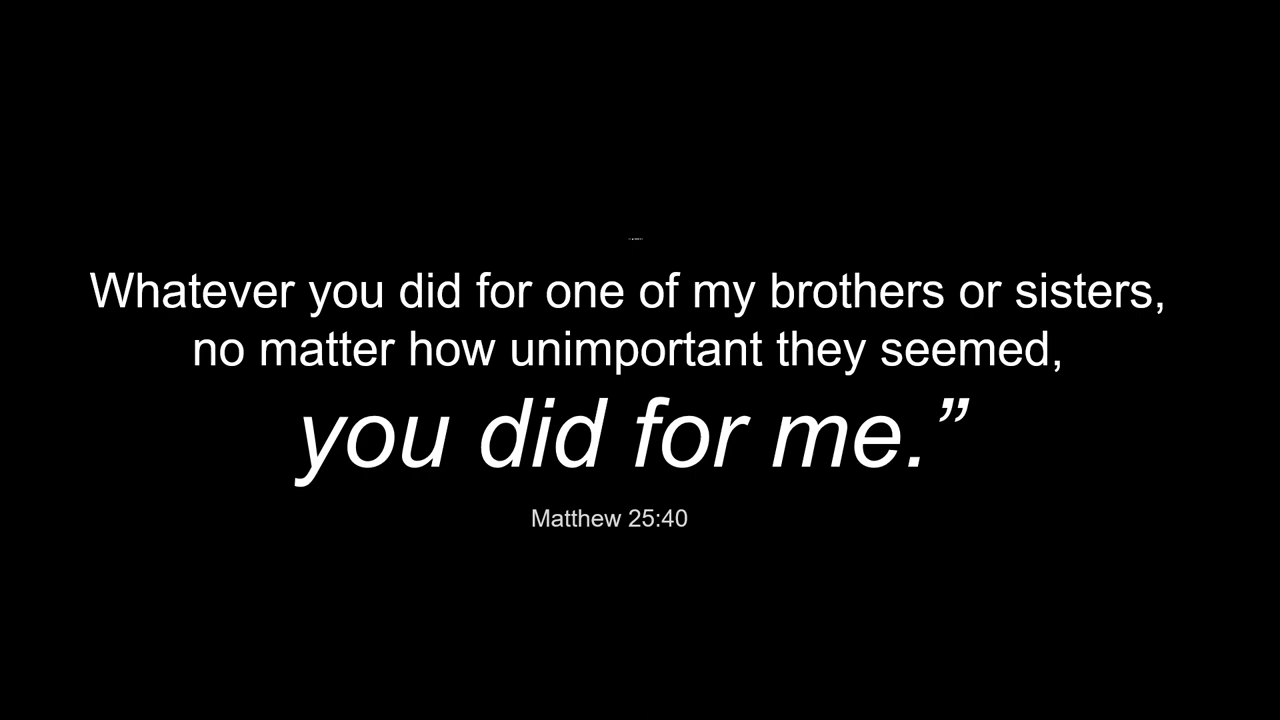 Whatever you did for one of my brothers or sisters,
no matter how unimportant they seemed,
you did for me.”
Matthew 25:40